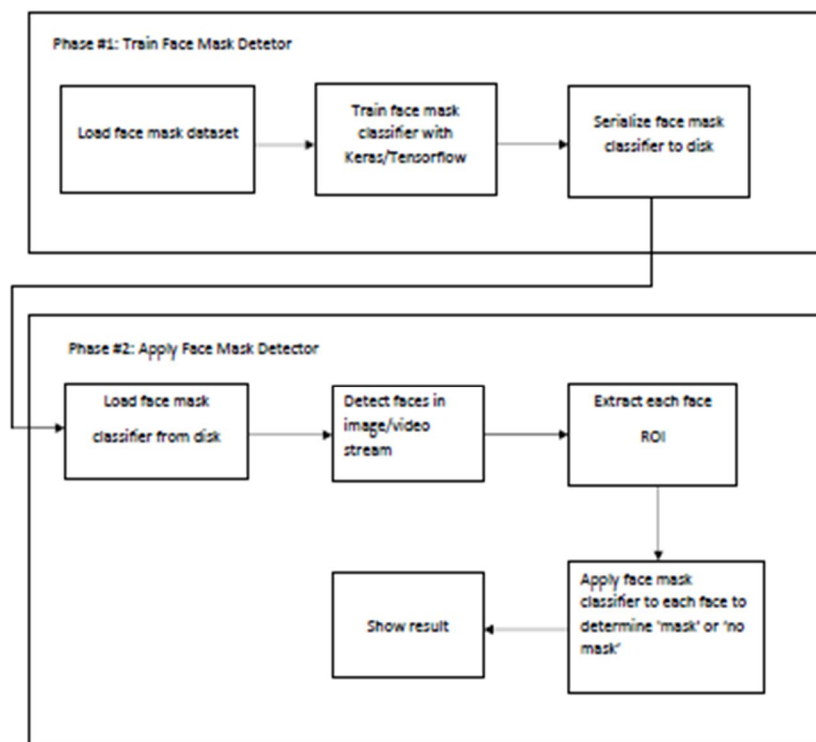 Phase #1: Train Face Mask Detetor
Load face mask dataset
Train face mask
classifier with
Keras/Tensorflow
Serialize face mask
classifier to disk
Phase #2: Apply Face Mask Detector
Load face mask
classifier from disk
Detect faces in
image/video
stream
Extract each face
ROI
Apply face mask
classifier to each face to
determine 'mask' or 'no
mask'
Show result